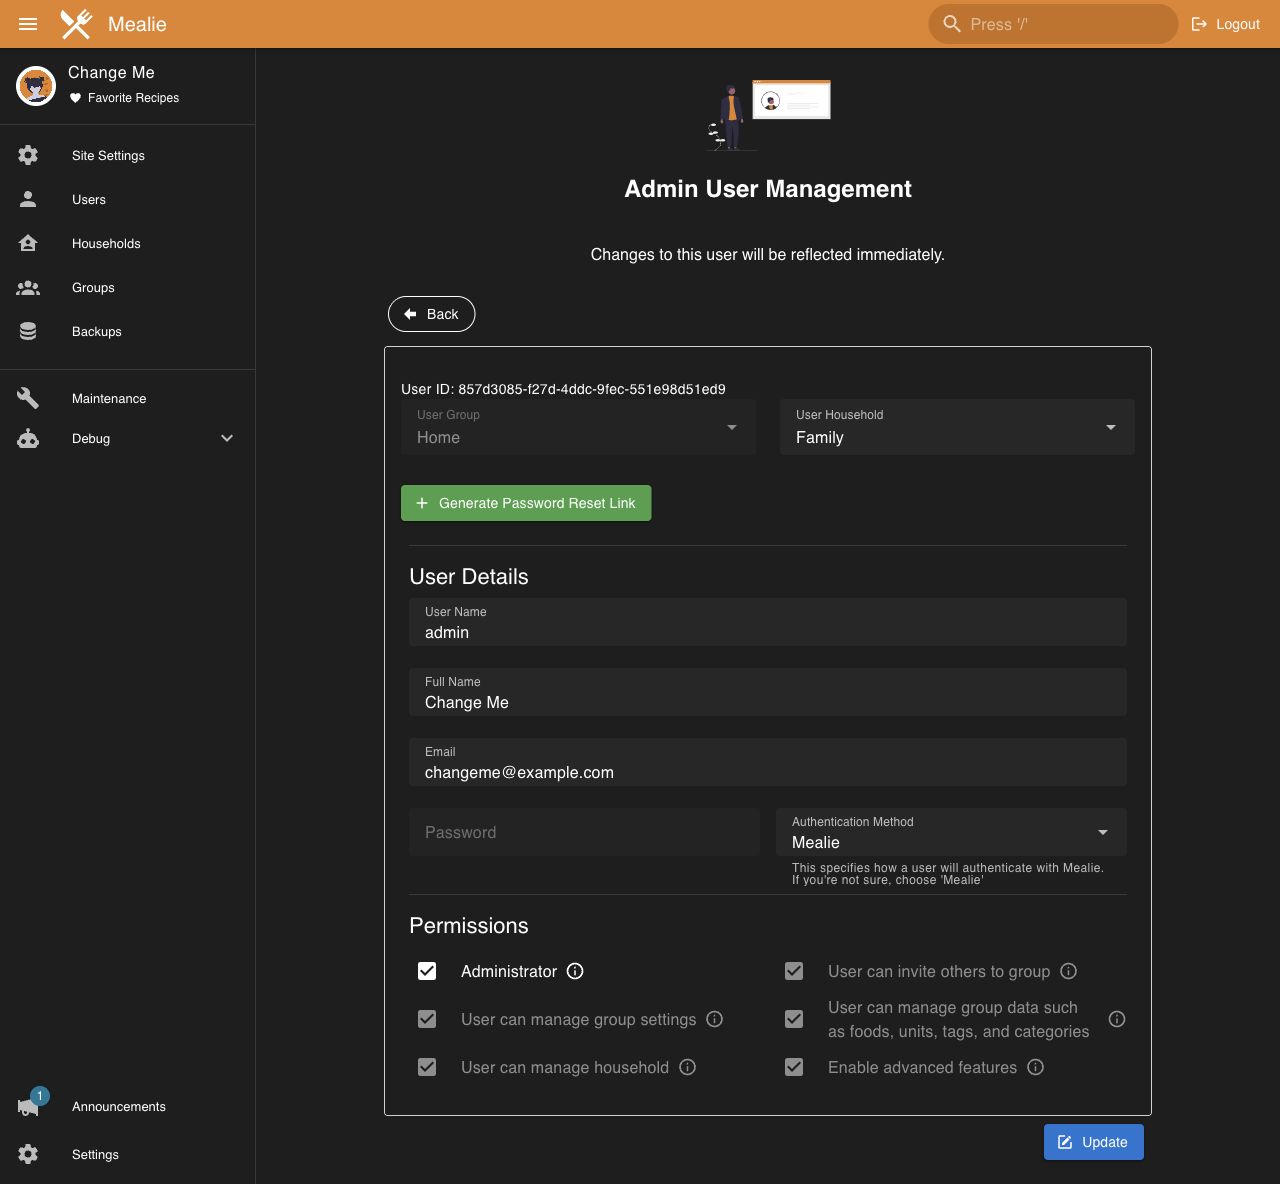 Mealie
Press '/'
Logout
Change Me
Favorite Recipes
Site Settings
Users
Households
Groups
Backups
Maintenance
Debug
Announcements
1
Settings
Admin User Management
Changes to this user will be reflected immediately.
Back
User ID: 857d3085-f27d-4ddc-9fec-551e98d51ed9
User Group
Home
User Household
Family
Generate Password Reset Link
User Details
User Name
admin
Full Name
Change Me
Email
changeme@example.com
Password
Authentication Method
Mealie
This specifies how a user will authenticate with Mealie.
If you're not sure, choose 'Mealie'
Permissions
Administrator
User can invite others to group
User can manage group settings
User can manage group data such
as foods, units, tags, and categories
User can manage household
Enable advanced features
Update